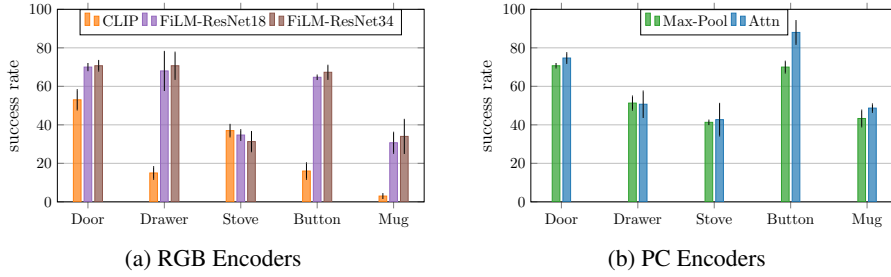 100
80
60
40
20
0
success rate
CLIP FiLM-ResNet18 FiLM-ResNet34
Door Drawer Stove Button Mug
(a) RGB Encoders
100
80
60
40
20
0
success rate
Max-Pool Attn
Door Drawer Stove Button Mug
(b) PC Encoders